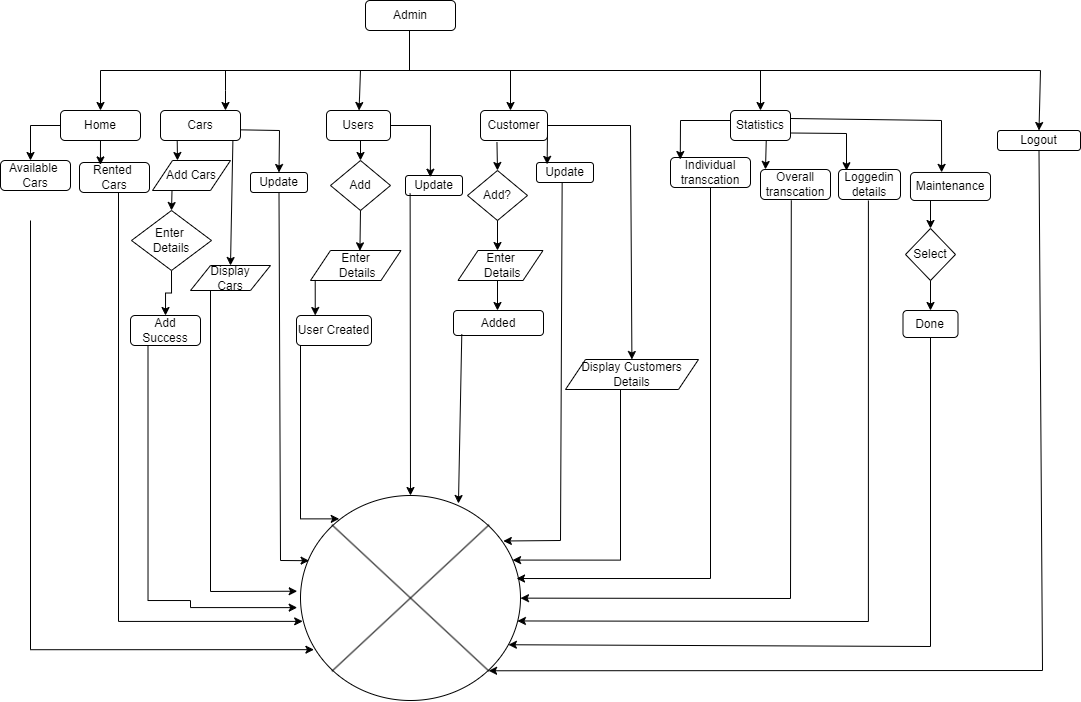 Admin
Home
Cars
Users
Customer
Statistics
Logout
Available
Cars
Rented
Cars
Add Cars
Update
Add
Update
Add?
Update
Individual
transcation
Overall
transcation
Loggedin
details
Maintenance
Enter
Details
Display
Cars
Enter
Details
Enter
Details
Select
Add
Success
User Created
Added
Done
Display Customers
Details